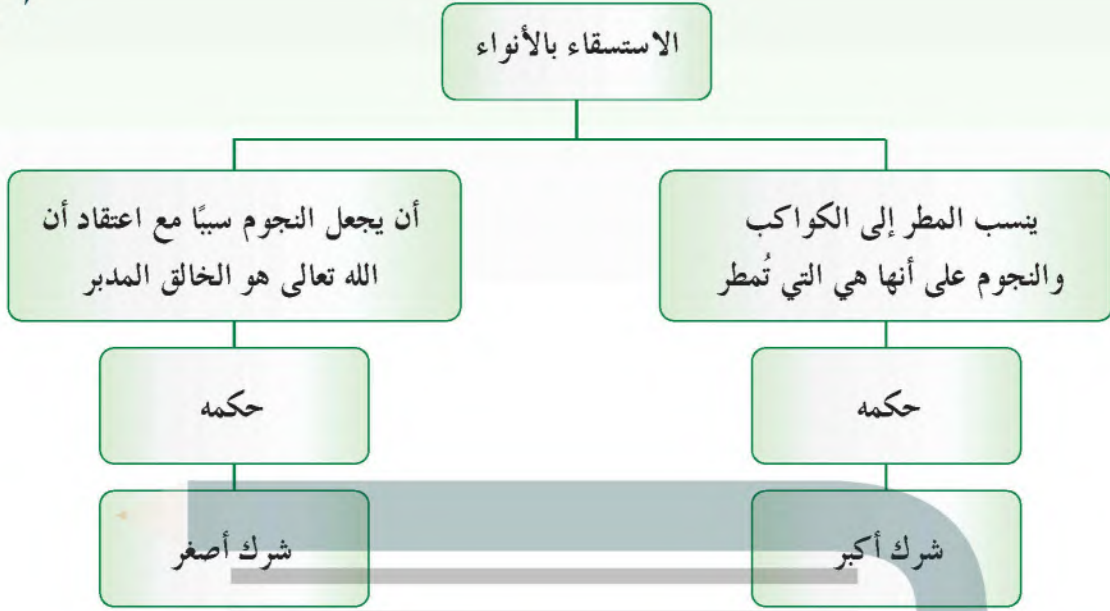 الاستسقاء بالأنواء
ينسب المطر إلى الكواكب
والنجوم على أنها هي التي تُمطر
أن يجعل النجوم سببًا مع اعتقاد أن
الله تعالى هو الخالق المدبر
حكمه
حكمه
شرك أكبر
شرك أصغر